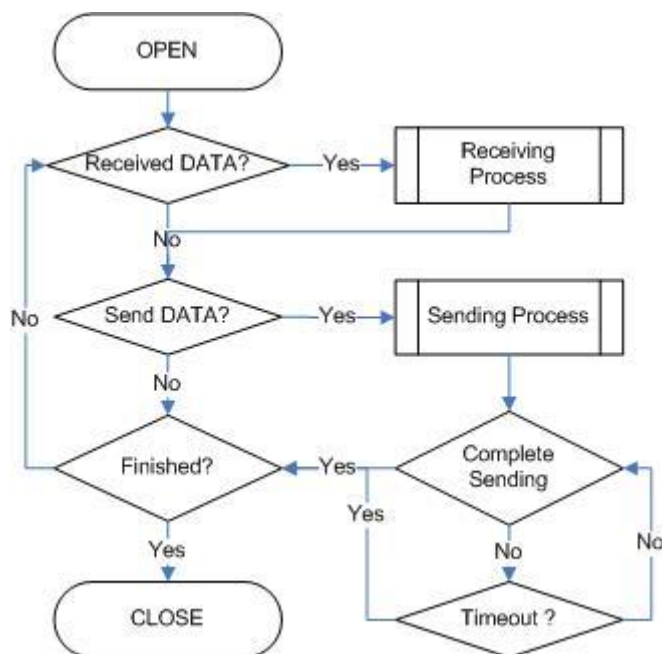 OPEN
Received DATA?
Yes
Receiving
Process
No
Send DATA?
Yes
Sending Process
No
No
Finished?
Yes
Complete
Sending
Yes
No
No
Yes
CLOSE
Timeout ?